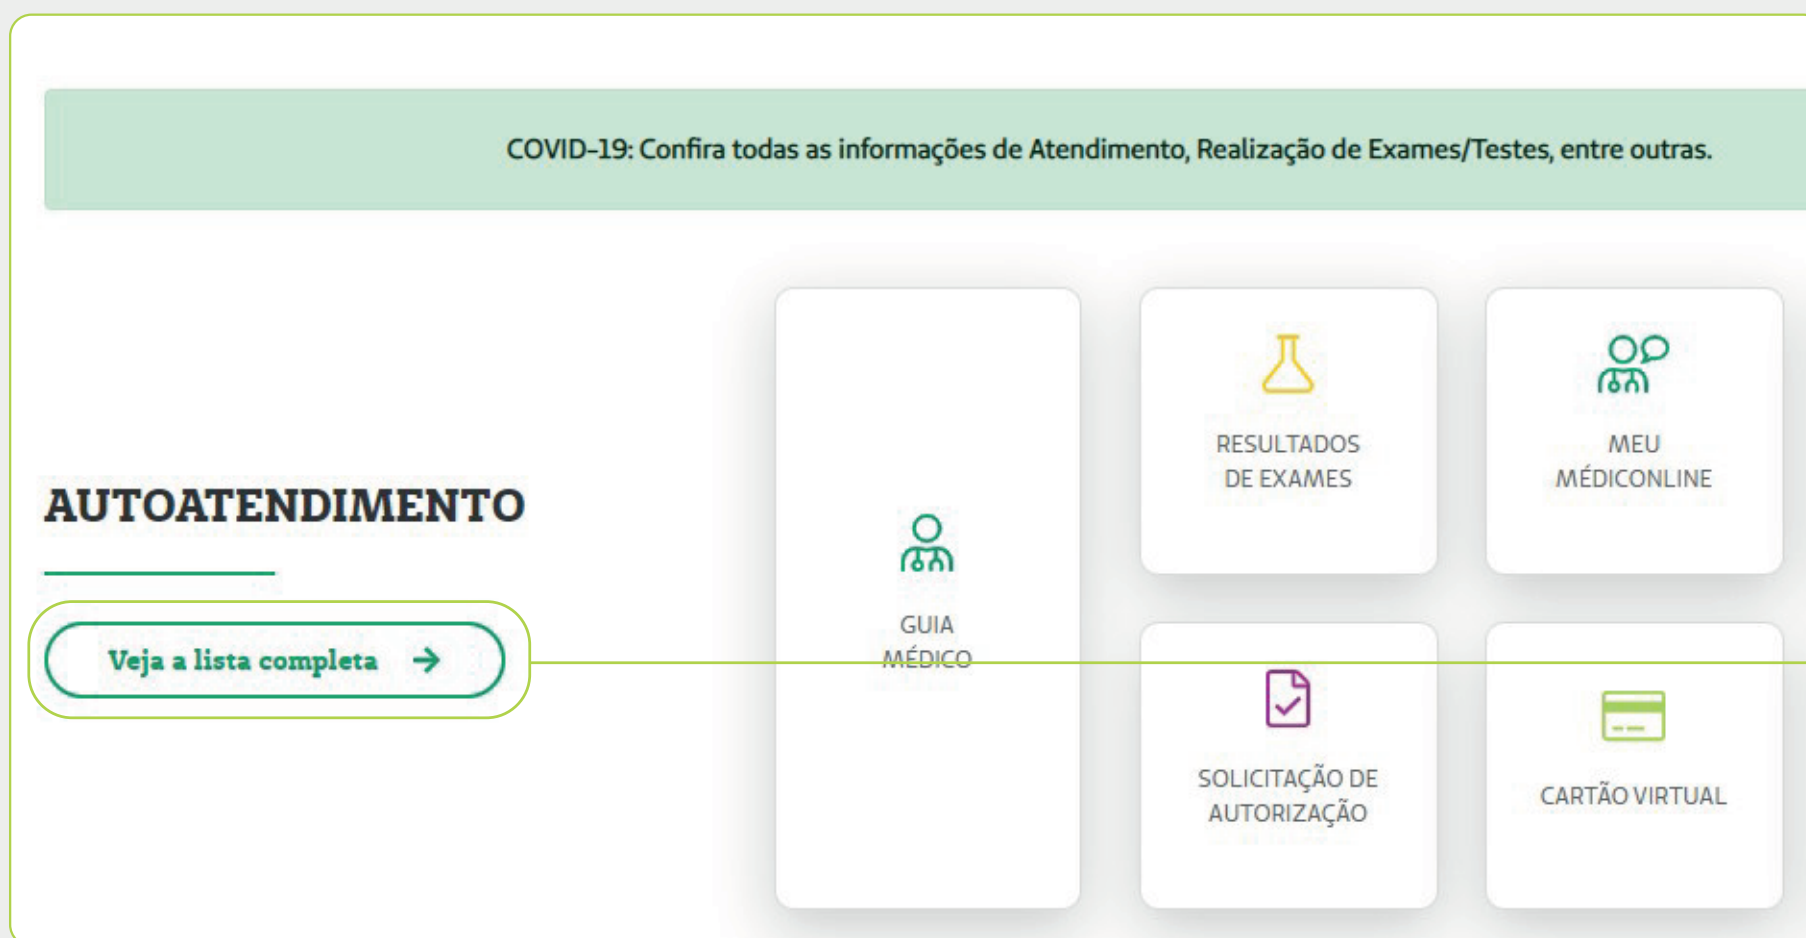 COVID-19: Confira todas as informações de Atendimento, Realização de Exames/Testes, entre outras.
AUTOATENDIMENTO
Veja a lista completa
GUIA
MÉDICO
RESULTADOS
DE EXAMES
MEU
MÉDICONLINE
SOLICITAÇÃO DE
AUTORIZAÇÃO
CARTÃO VIRTUAL